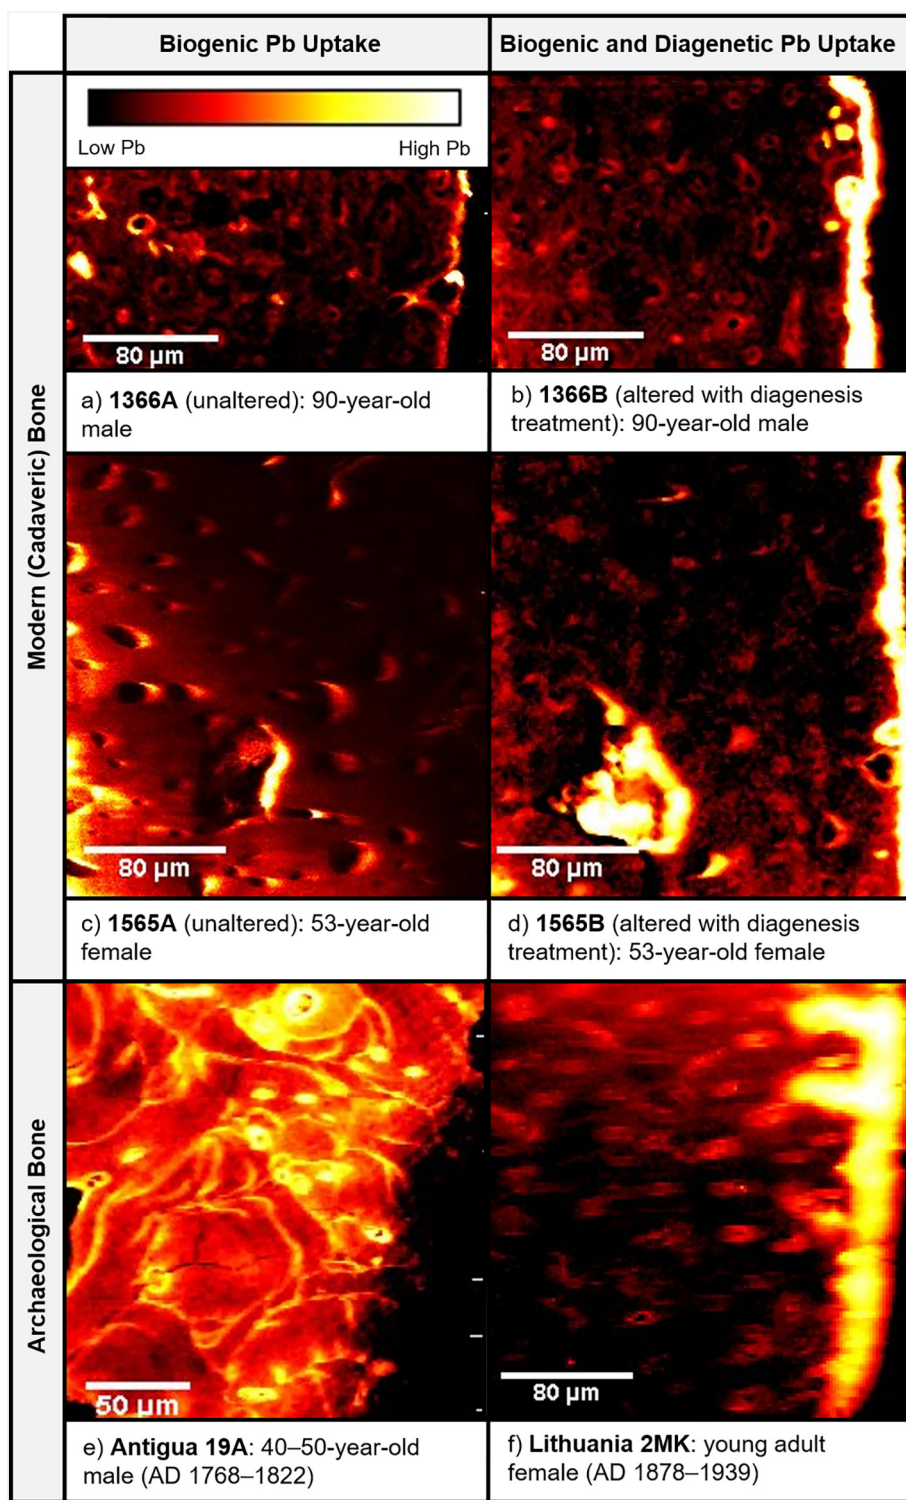 Biogenic Pb Uptake
Biogenic and Diagenetic Pb Uptake
Modern (Cadaveric) Bone
Low Pb
High Pb
80 µm
80 µm
a) 1366A (unaltered): 90-year-old
male
b) 1366B (altered with diagenesis
treatment): 90-year-old male
80 µm
80 µm
c) 1565A (unaltered): 53-year-old
female
d) 1565B (altered with diagenesis
treatment): 53-year-old female
Archaeological Bone
50 µm
80 µm
e) Antigua 19A: 40–50-year-old
male (AD 1768–1822)
f) Lithuania 2MK: young adult
female (AD 1878–1939)